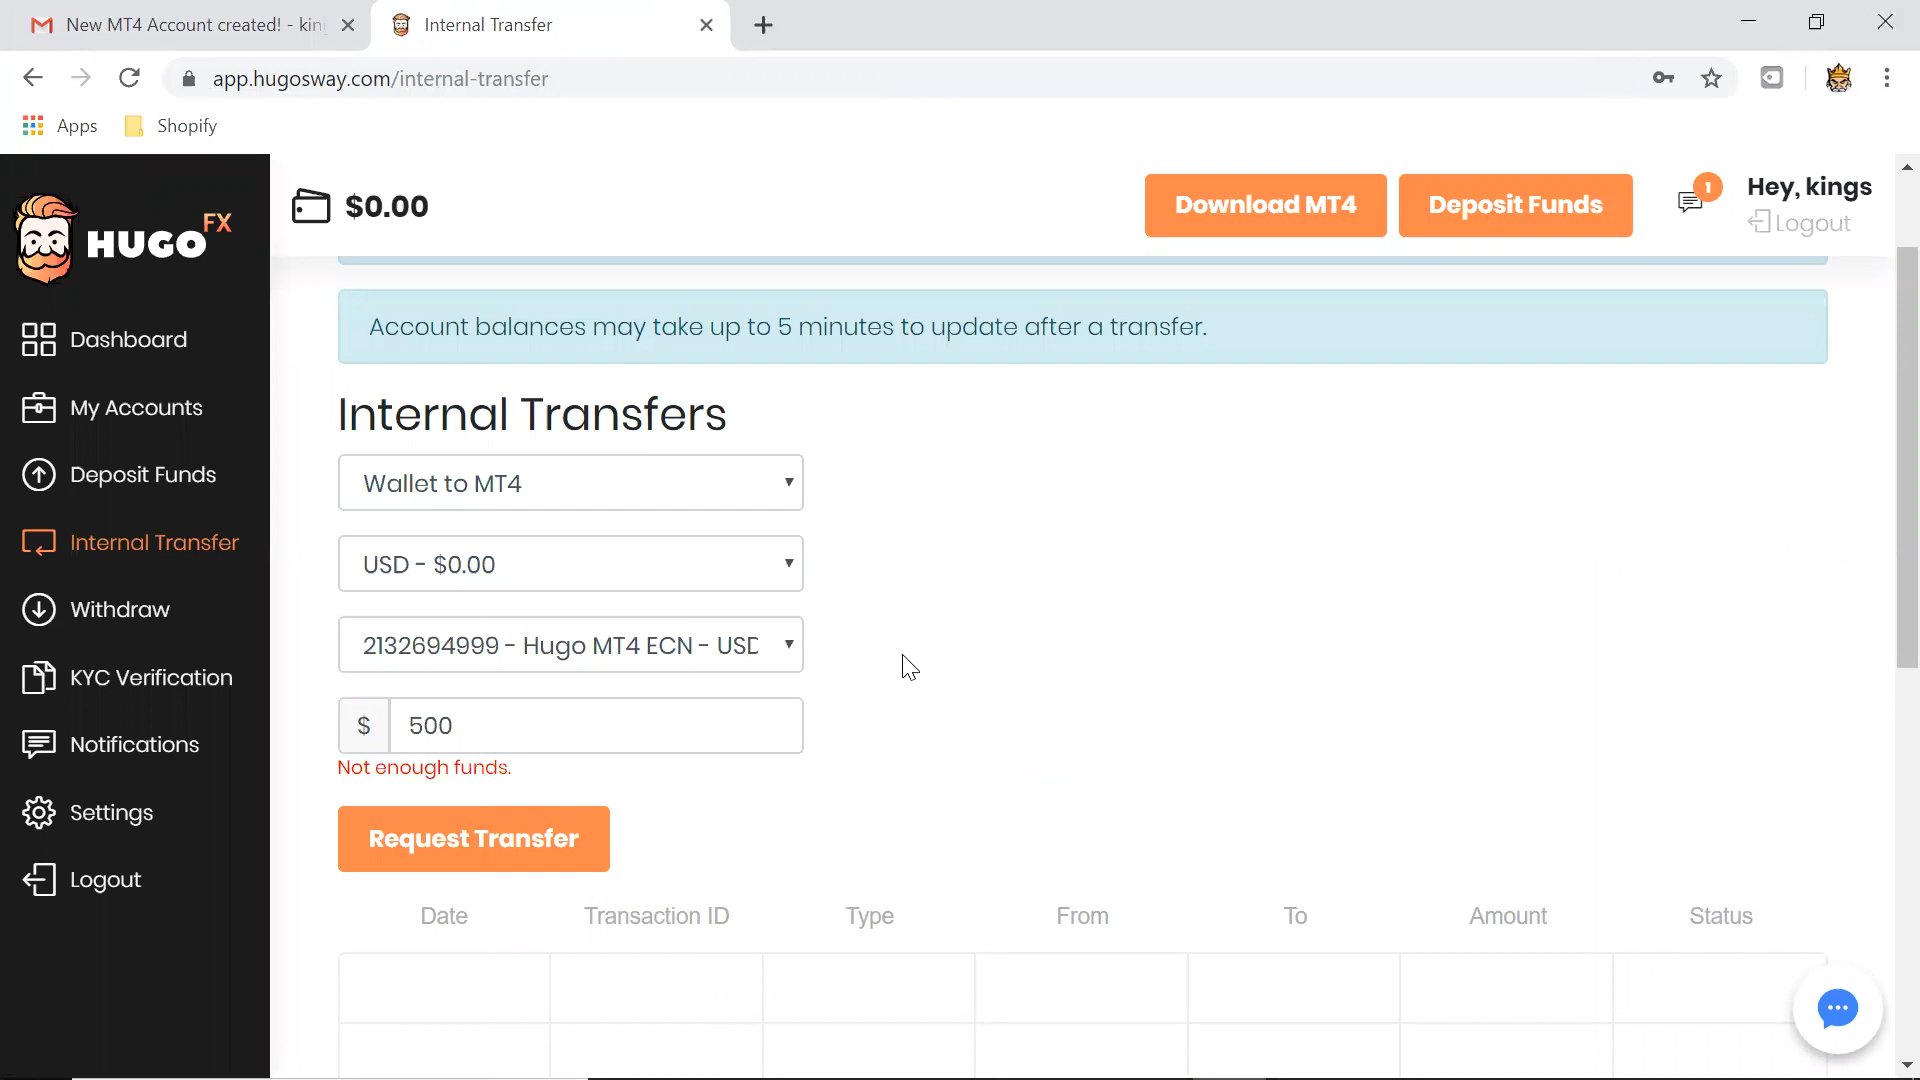 New MT4 Account created! - kin
Internal Transfer
app.hugosway.com/internal-transfer
Apps
Shopify
HUGO FX
$0.00
Download MT4
Deposit Funds
1
Hey, kings
Logout
Dashboard
My Accounts
Deposit Funds
Internal Transfer
Withdraw
KYC Verification
Notifications
Settings
Logout
Account balances may take up to 5 minutes to update after a transfer.
Internal Transfers
Wallet to MT4
USD - $0.00
2132694999 - Hugo MT4 ECN - USD
$ 500
Not enough funds.
Request Transfer
Date Transaction ID Type From To Amount Status